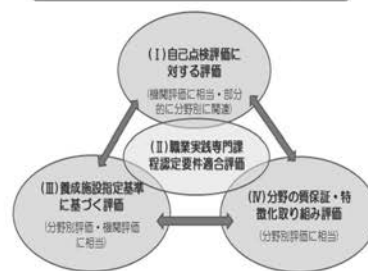 (Ⅰ)自己点検評価に
対する評価
(機関評価に相当・部分
的に分野別に関連)
(Ⅱ)職業実践専門課
程認定要件適合評価
(Ⅲ)養成施設指定基準
に基づく評価
(分野別評価・機関評価
に相当)
(Ⅳ)分野の質保証・特
徴化取り組み評価
(分野別評価に相当)